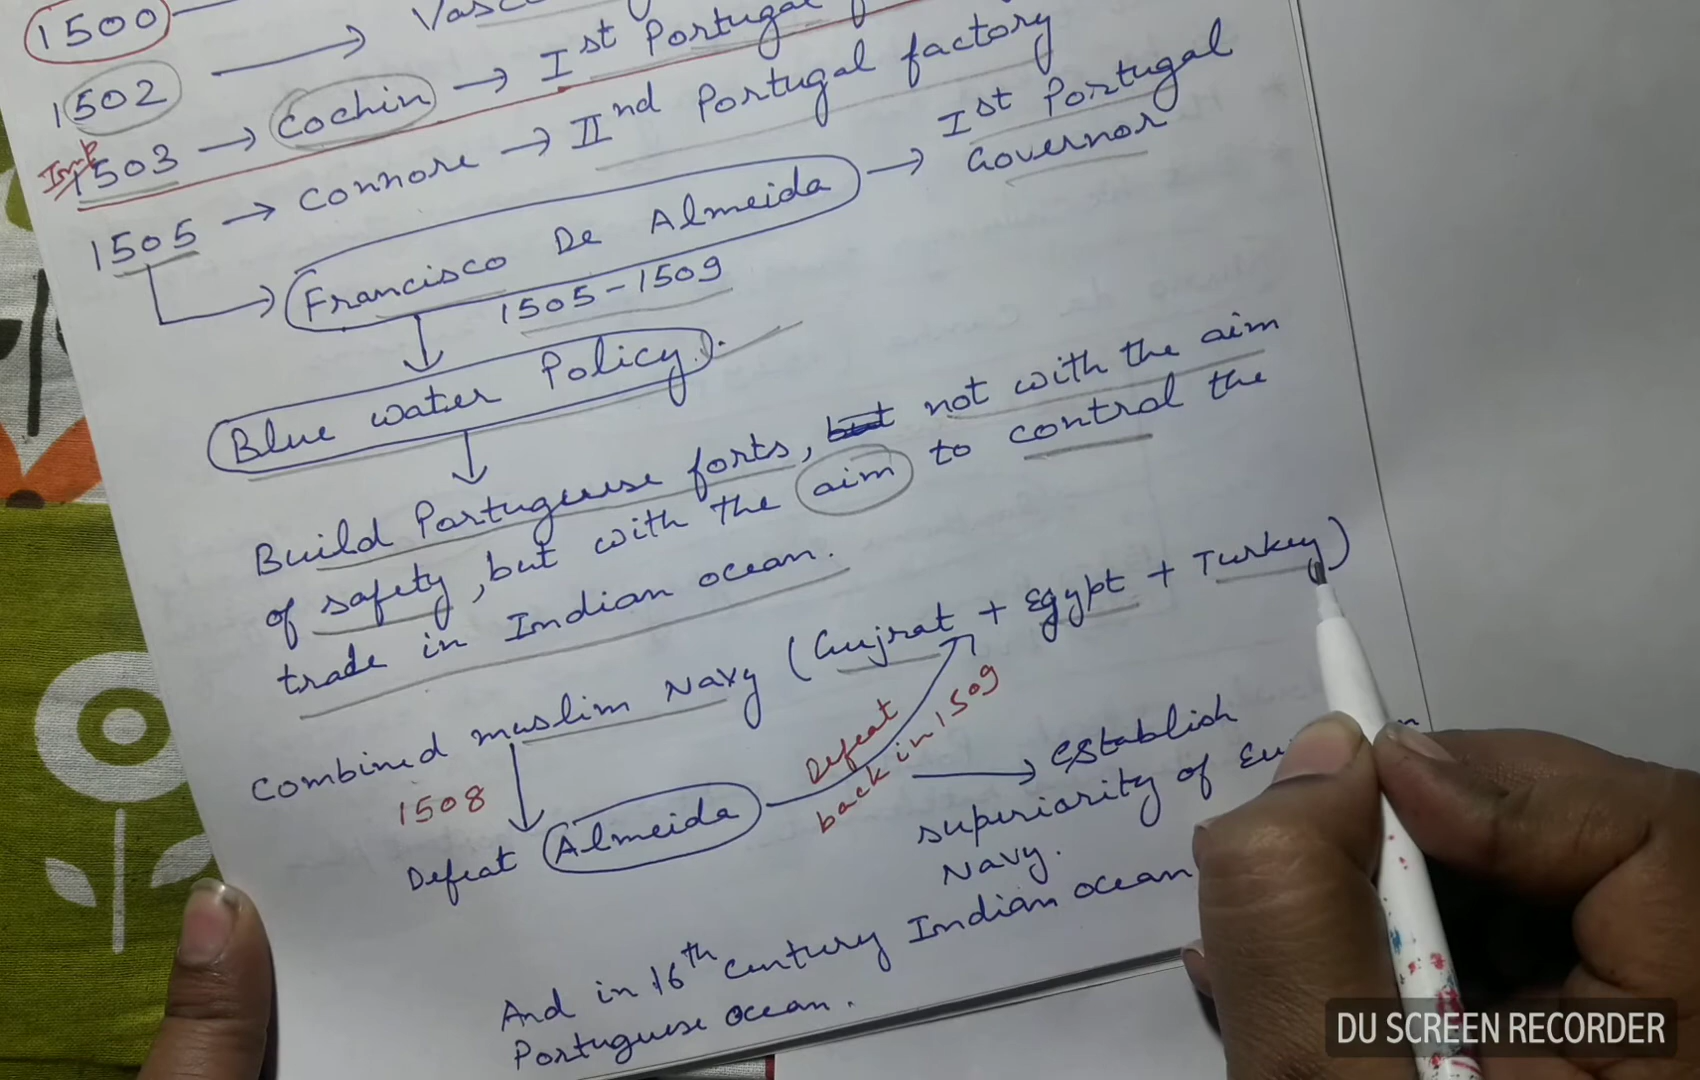 1500
1502 → Vasco
Imp 1503 → Cochin → Ist Portugal
1505 → Connore → IInd Portugal factory
Francisco De Almeida → Ist Portugal
Governor
1505 - 1509
Blue water Policy.
Build Portuguese forts, but not with the aim
of safety, but with the aim to control the
trade in Indian ocean.
Combined muslim Navy (Gujrat + Egypt + Turkey)
1508
Defeat Almeida
Defeat
back in 1509
→ establish
superiarity of
Navy.
And in 16th century Indian ocean
Portuguese ocean.
DU SCREEN RECORDER